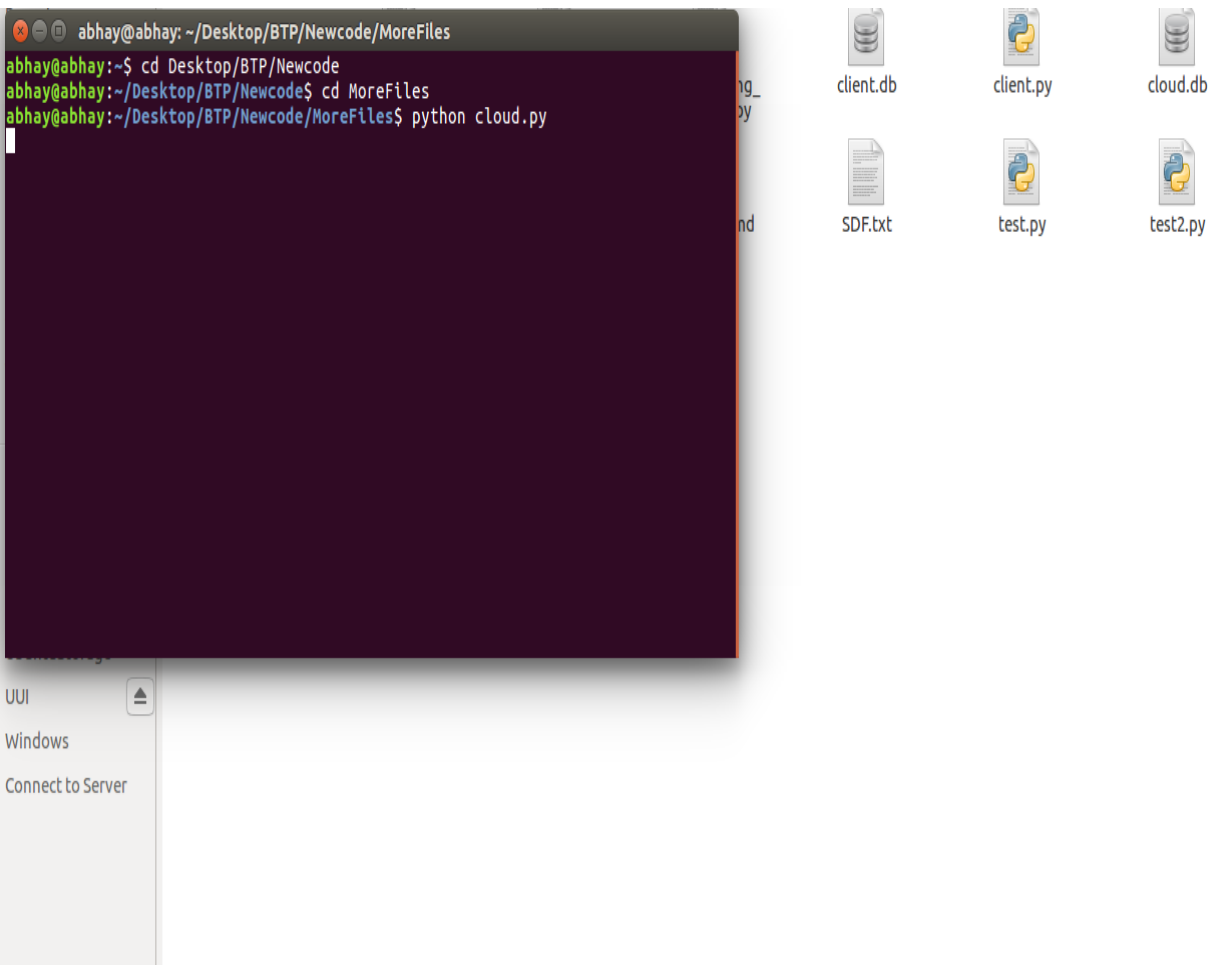 abhay@abhay: ~/Desktop/BTP/Newcode/MoreFiles
abhay@abhay:~$ cd Desktop/BTP/Newcode
abhay@abhay:~/Desktop/BTP/Newcode$ cd MoreFiles
abhay@abhay:~/Desktop/BTP/Newcode/MoreFiles$ python cloud.py
client.db
client.py
cloud.db
SDF.txt
test.py
test2.py
UUI
Windows
Connect to Server